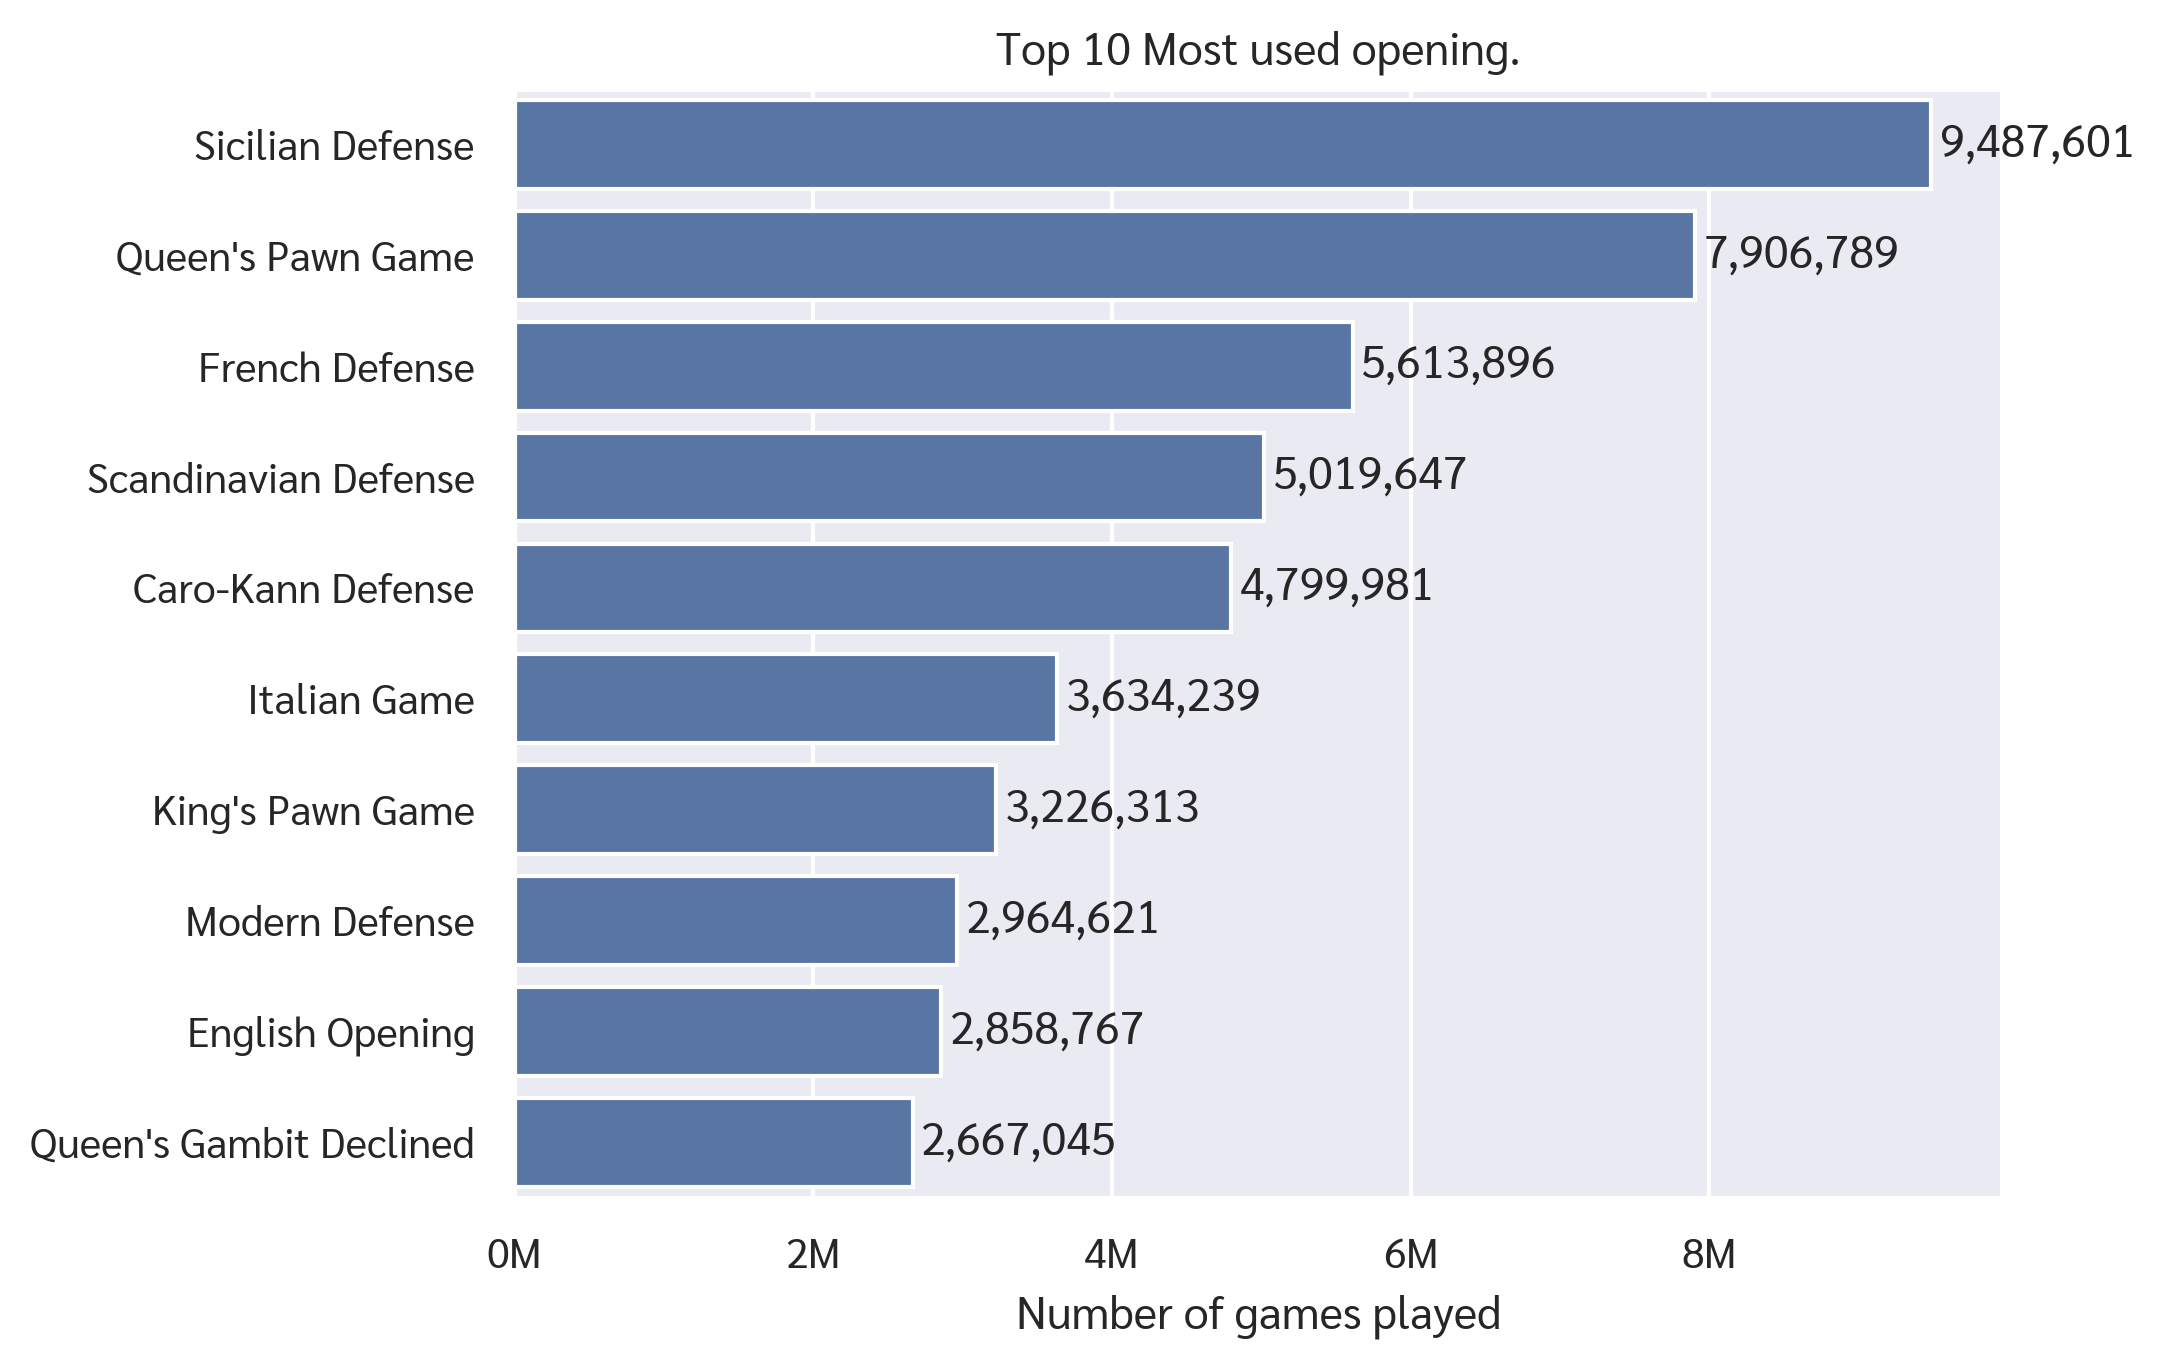 Top 10 Most used opening.
Sicilian Defense 9,487,601
Queen's Pawn Game 7,906,789
French Defense 5,613,896
Scandinavian Defense 5,019,647
Caro-Kann Defense 4,799,981
Italian Game 3,634,239
King's Pawn Game 3,226,313
Modern Defense 2,964,621
English Opening 2,858,767
Queen's Gambit Declined 2,667,045
0M 2M 4M 6M 8M
Number of games played